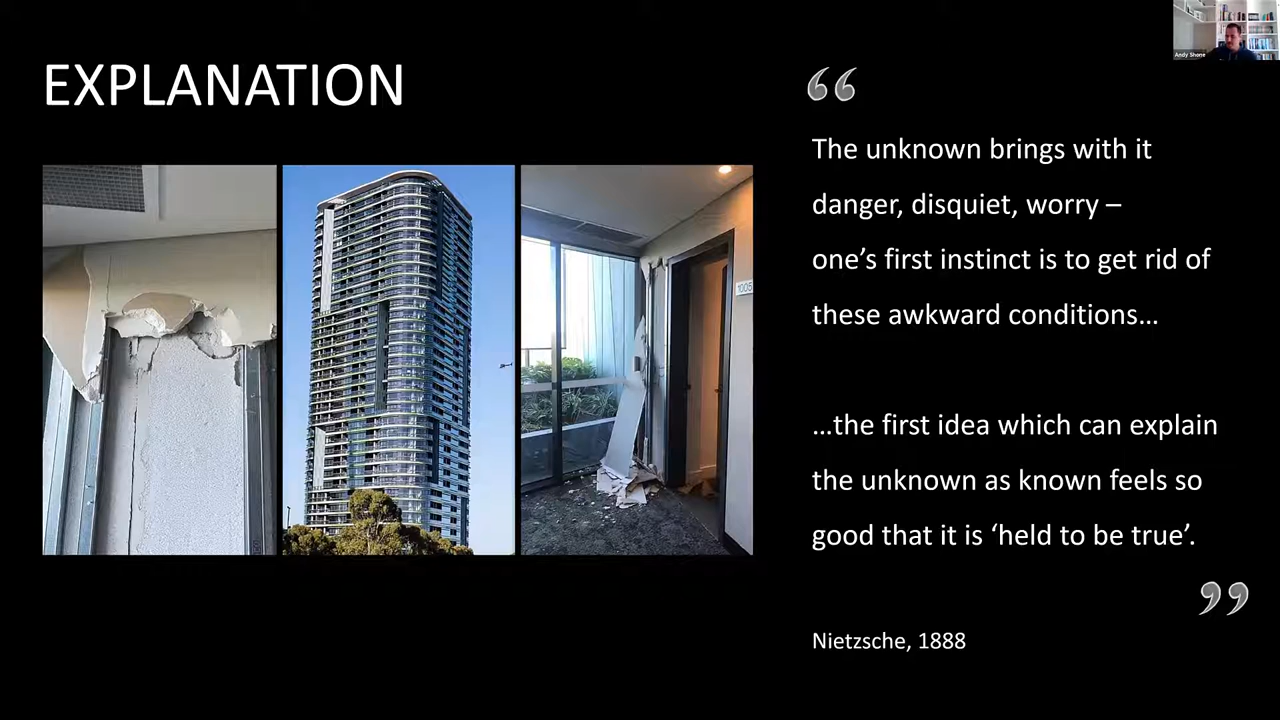 Andy Shone
EXPLANATION
“
The unknown brings with it
danger, disquiet, worry –
one’s first instinct is to get rid of
these awkward conditions…
…the first idea which can explain
the unknown as known feels so
good that it is ‘held to be true’.
”
Nietzsche, 1888
1005